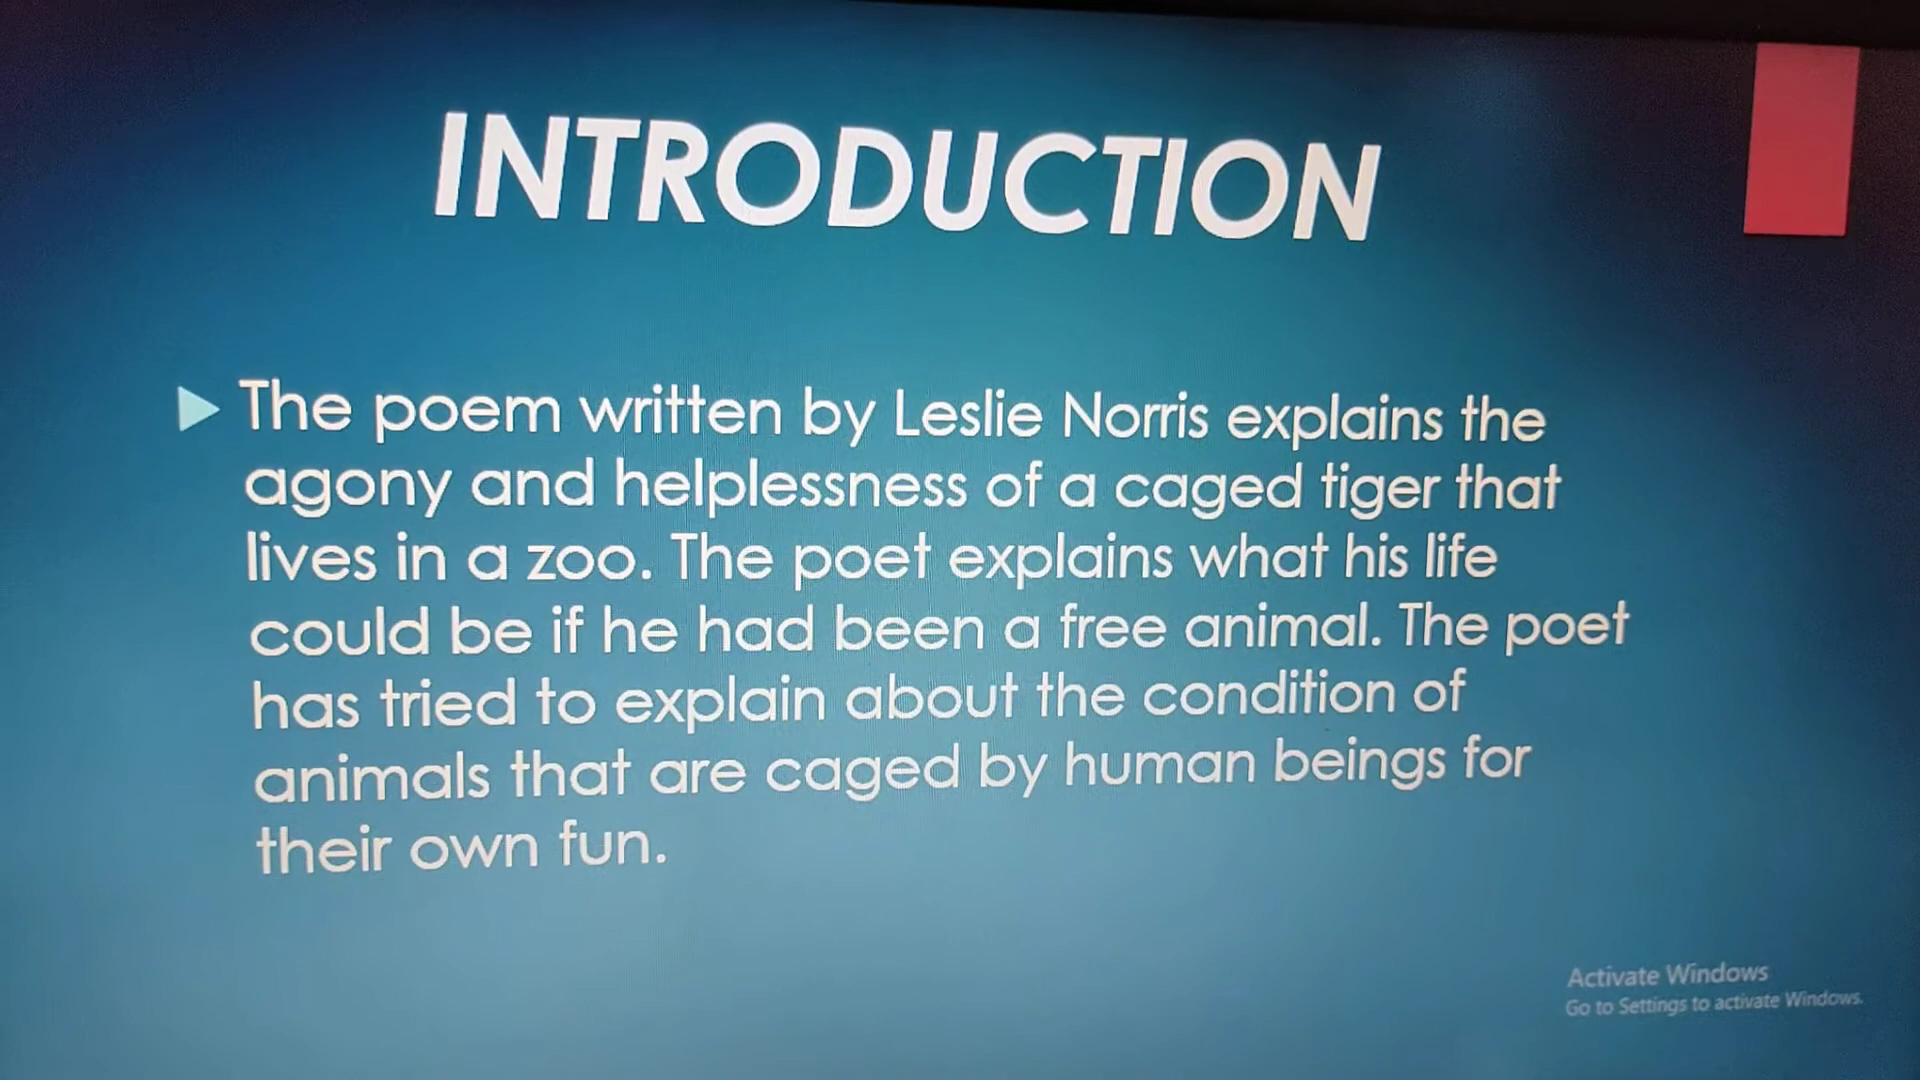 INTRODUCTION
The poem written by Leslie Norris explains the
agony and helplessness of a caged tiger that
lives in a zoo. The poet explains what his life
could be if he had been a free animal. The poet
has tried to explain about the condition of
animals that are caged by human beings for
their own fun.
Activate Windows
Go to Settings to activate Windows.